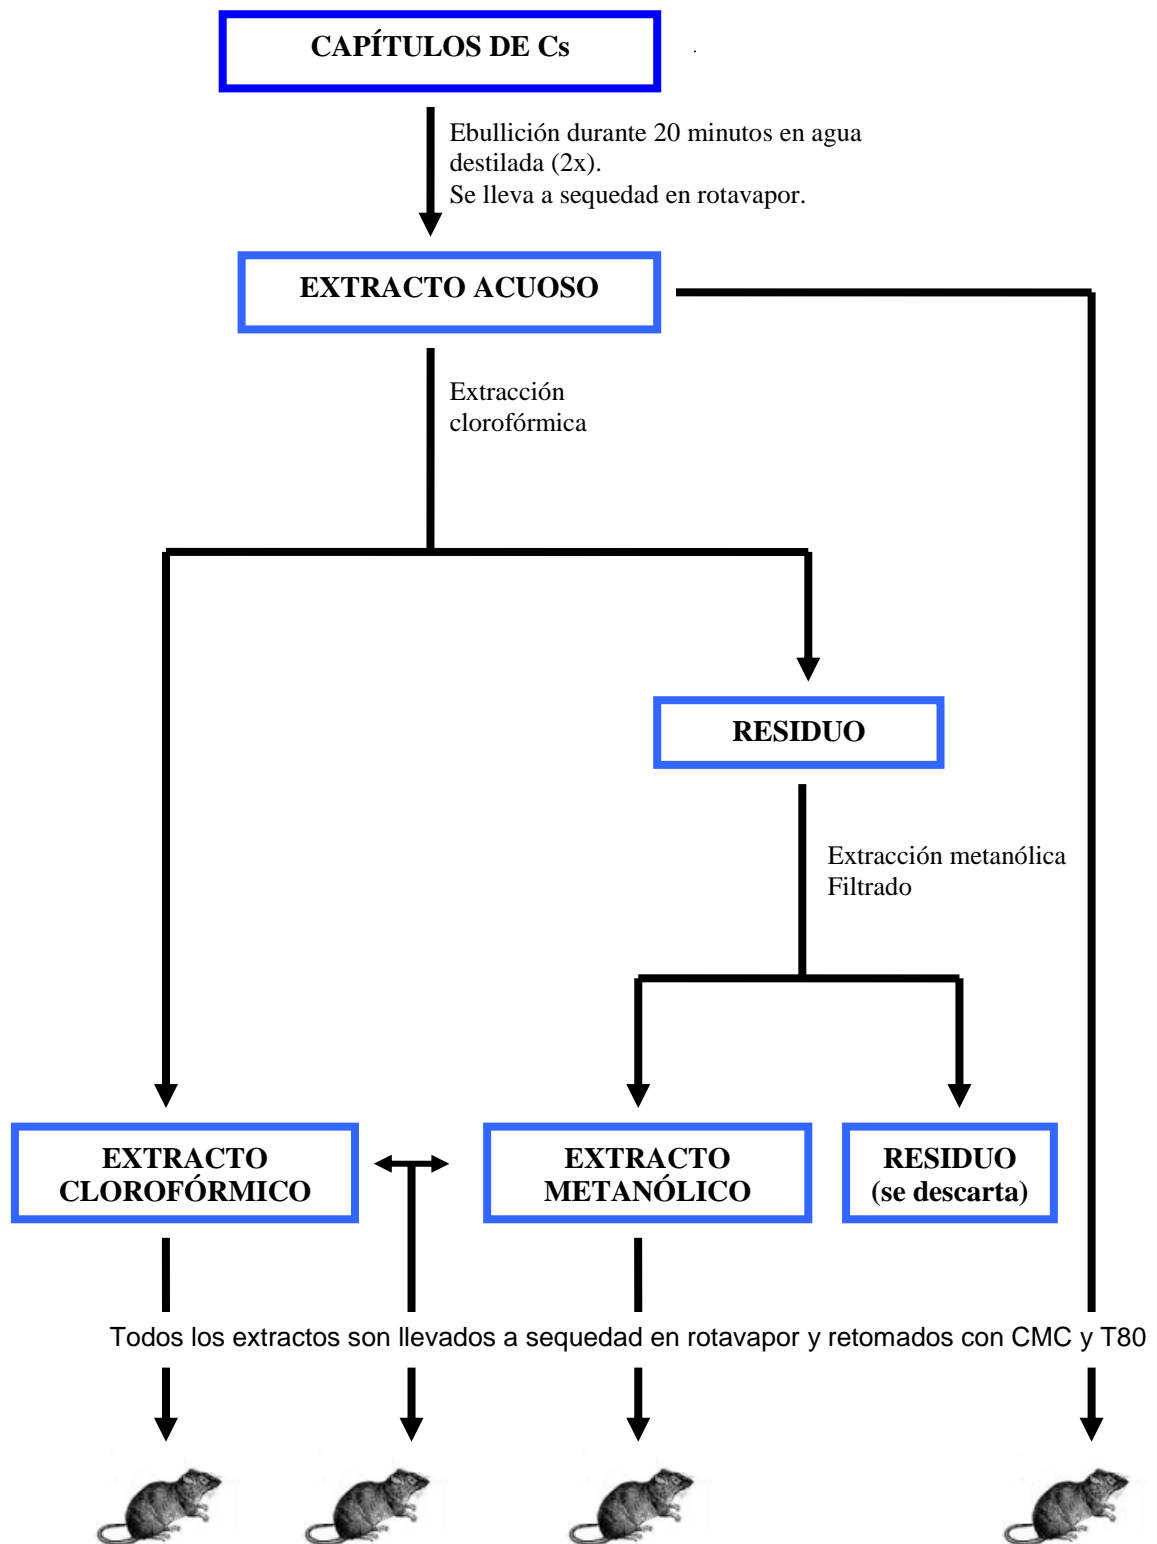 CAPÍTULOS DE Cs
Ebullición durante 20 minutos en agua
destilada (2x).
Se lleva a sequedad en rotavapor.
EXTRACTO ACUOSO
Extracción
clorofórmica
RESIDUO
Extracción metanólica
Filtrado
EXTRACTO
CLOROFÓRMICO
EXTRACTO
METANÓLICO
RESIDUO
(se descarta)
Todos los extractos son llevados a sequedad en rotavapor y retomados con CMC y T80